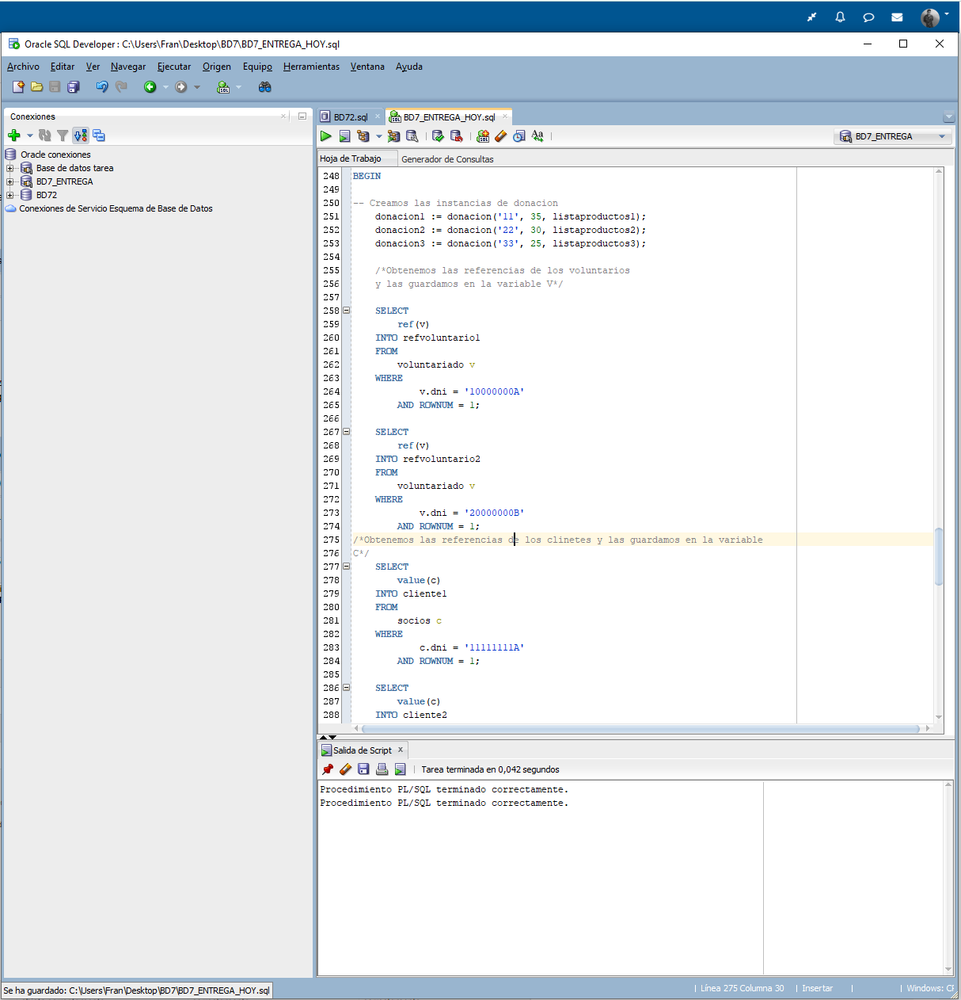 Oracle SQL Developer : C:\Users\Fran\Desktop\BD7\BD7_ENTREGA_HOY.sql
Archivo Editar Ver Navegar Ejecutar Origen Equipo Herramientas Ventana Ayuda
Conexiones
Oracle conexiones
Base de datos tarea
BD7_ENTREGA
BD72
Conexiones de Servicio Esquema de Base de Datos
BD72.sql BD7_ENTREGA_HOY.sql
BD7_ENTREGA
Hoja de Trabajo Generador de Consultas
248 BEGIN
249
250 -- Creamos las instancias de donacion
251 donacion1 := donacion('11', 35, listaproductos1);
252 donacion2 := donacion('22', 30, listaproductos2);
253 donacion3 := donacion('33', 25, listaproductos3);
254
255 /*Obtenemos las referencias de los voluntarios
256 y las guardamos en la variable V*/
257
258 SELECT
259 ref(v)
260 INTO refvoluntario1
261 FROM
262 voluntariado v
263 WHERE
264 v.dni = '10000000A'
265 AND ROWNUM = 1;
266
267 SELECT
268 ref(v)
269 INTO refvoluntario2
270 FROM
271 voluntariado v
272 WHERE
273 v.dni = '20000000B'
274 AND ROWNUM = 1;
275 /*Obtenemos las referencias de los clinetes y las guardamos en la variable
276 C*/
277 SELECT
278 value(c)
279 INTO cliente1
280 FROM
281 socios c
282 WHERE
283 c.dni = '11111111A'
284 AND ROWNUM = 1;
285
286 SELECT
287 value(c)
288 INTO cliente2
Salida de Script x
Tarea terminada en 0,042 segundos
Procedimiento PL/SQL terminado correctamente.
Procedimiento PL/SQL terminado correctamente.
Se ha guardado: C:\Users\Fran\Desktop\BD7\BD7_ENTREGA_HOY.sql
| Línea 275 Columna 30 | Insertar | | Windows: CF